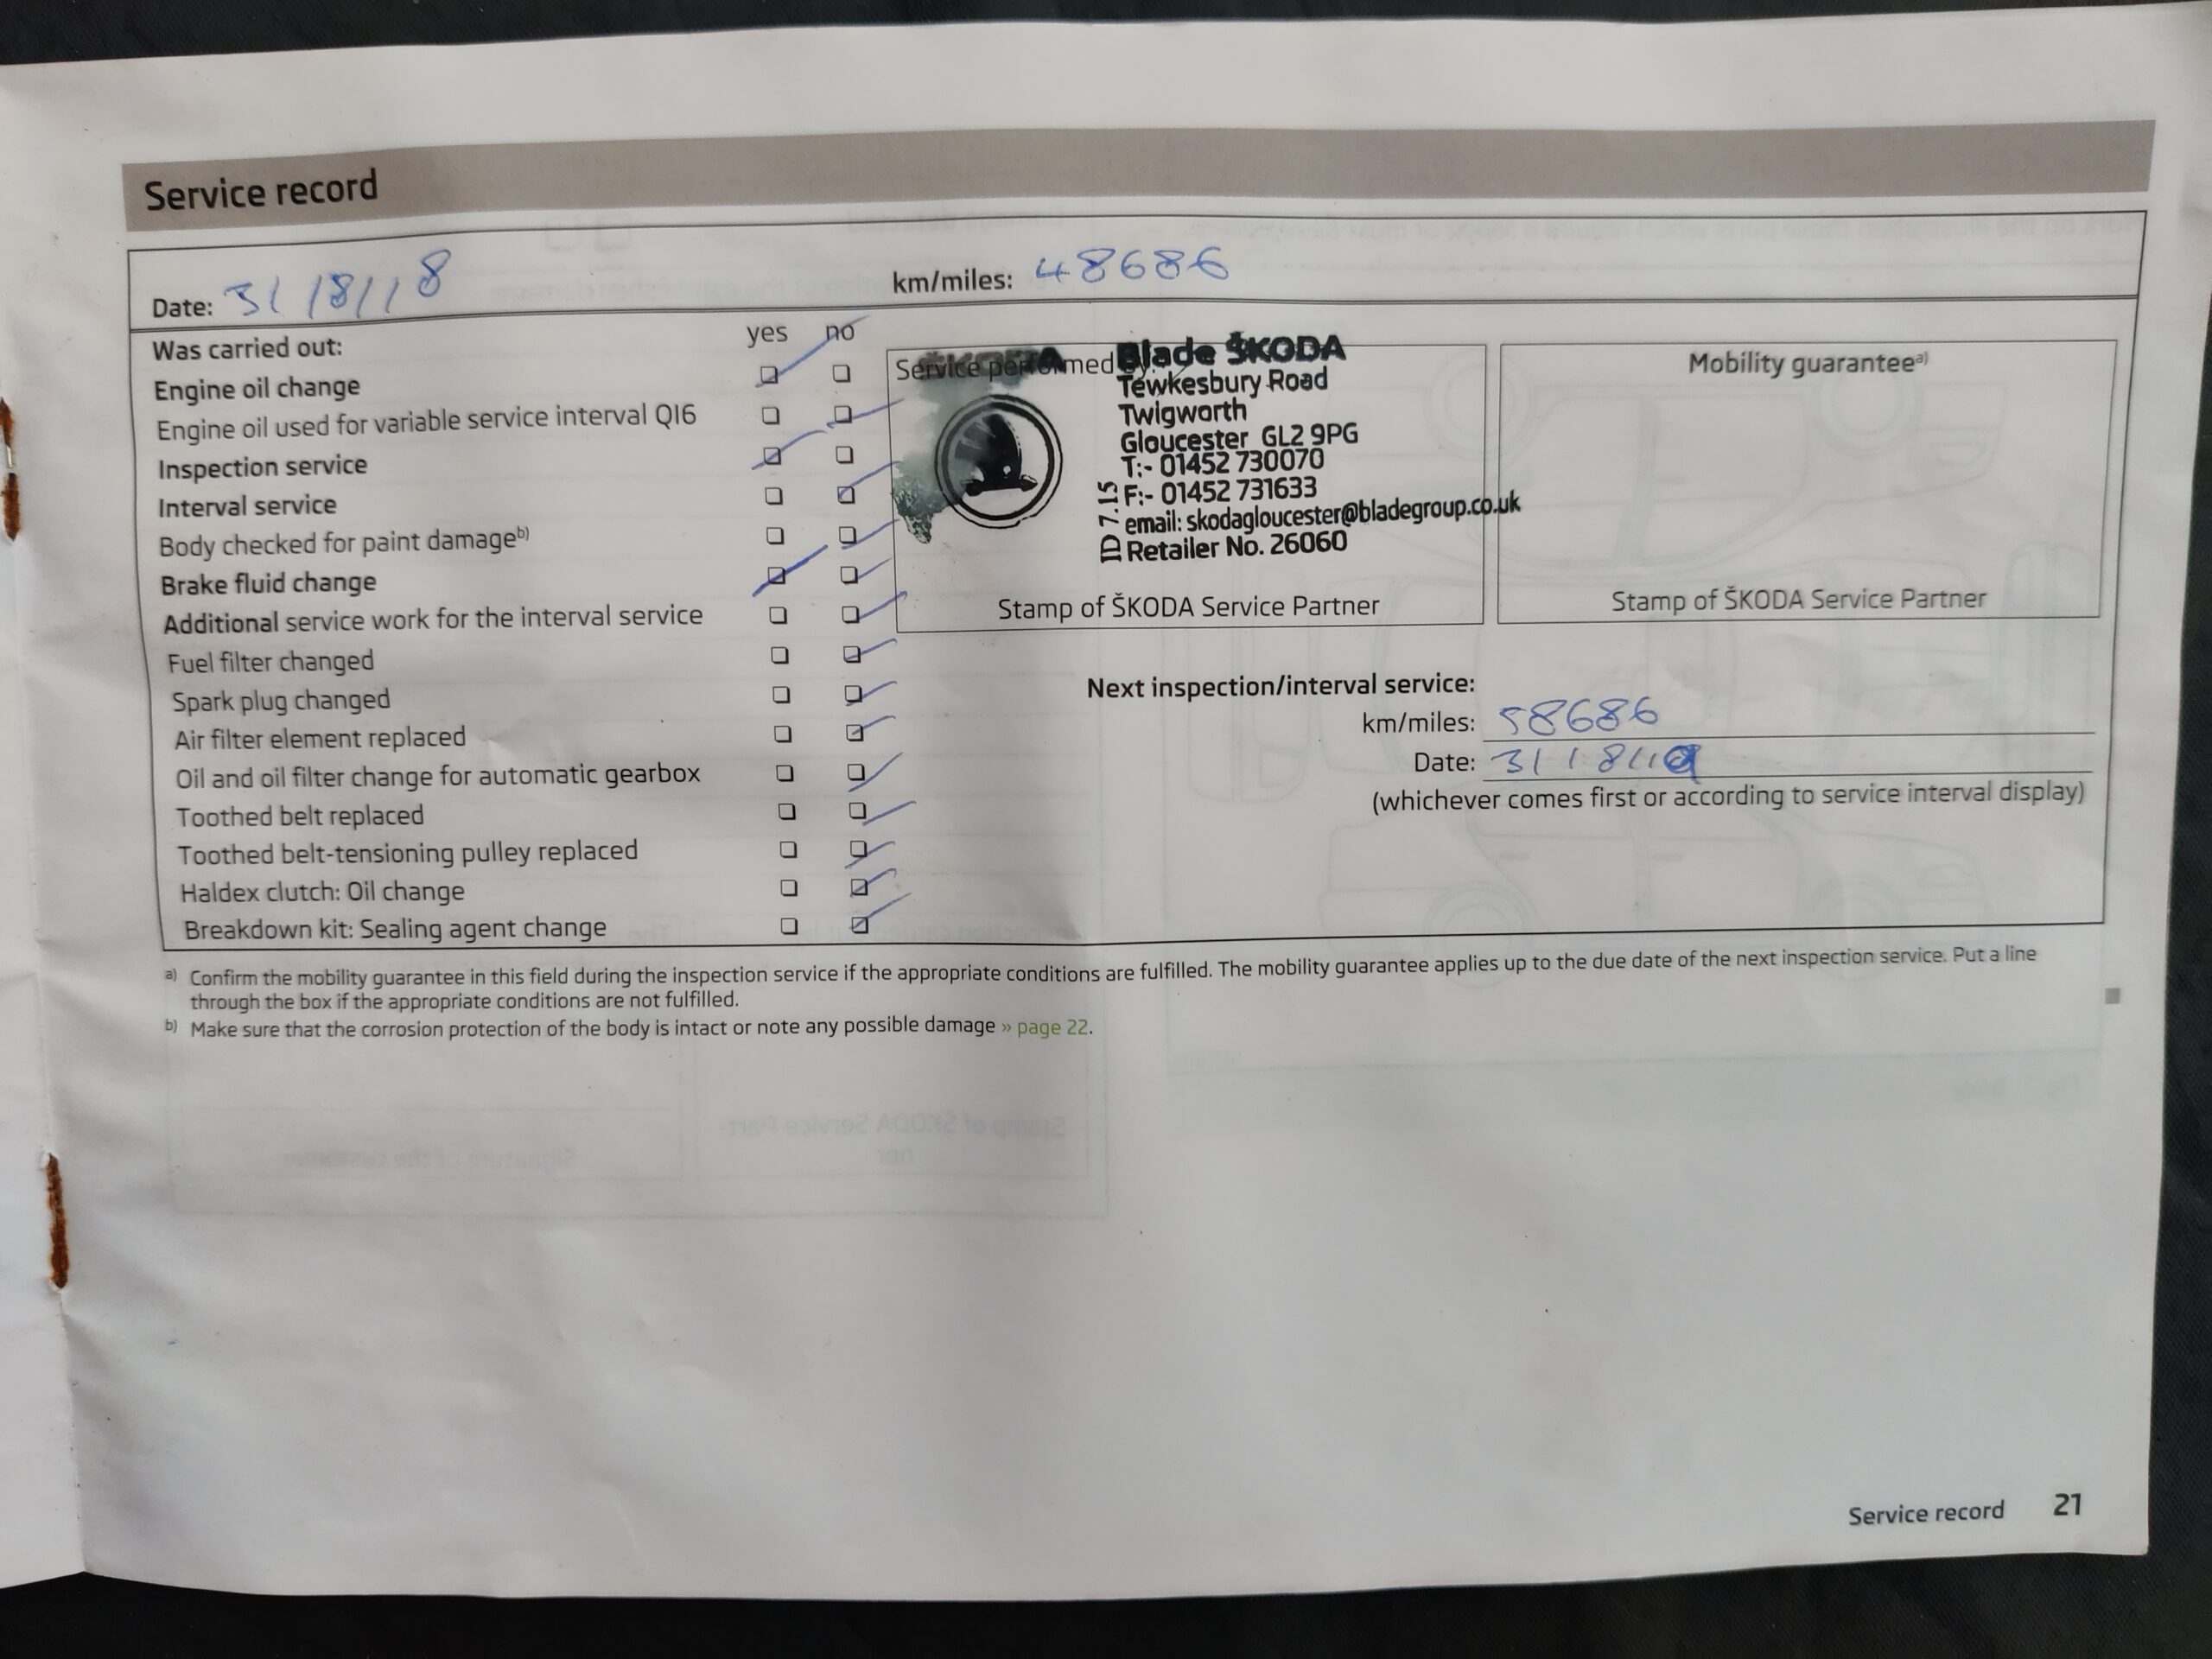 Service record
Date: 31/8/18 km/miles: 48686
Was carried out: yes no
Engine oil change
Engine oil used for variable service interval QI6
Inspection service
Interval service
Body checked for paint damage b)
Brake fluid change
Additional service work for the interval service
Fuel filter changed
Spark plug changed
Air filter element replaced
Oil and oil filter change for automatic gearbox
Toothed belt replaced
Toothed belt-tensioning pulley replaced
Haldex clutch: Oil change
Breakdown kit: Sealing agent change
Service performed by:
ŠKODA
Blade ŠKODA
Tewkesbury Road
Twigworth
Gloucester GL2 9PG
T:- 01452 730070
F:- 01452 731633
email: skodagloucester@bladegroup.co.uk
Retailer No. 26060
ID 7.15
Stamp of ŠKODA Service Partner
Mobility guarantee a)
Stamp of ŠKODA Service Partner
Next inspection/interval service:
km/miles: 58686
Date: 31/8/19
(whichever comes first or according to service interval display)
a) Confirm the mobility guarantee in this field during the inspection service if the appropriate conditions are fulfilled. The mobility guarantee applies up to the due date of the next inspection service. Put a line
through the box if the appropriate conditions are not fulfilled.
b) Make sure that the corrosion protection of the body is intact or note any possible damage » page 22.
Service record 21